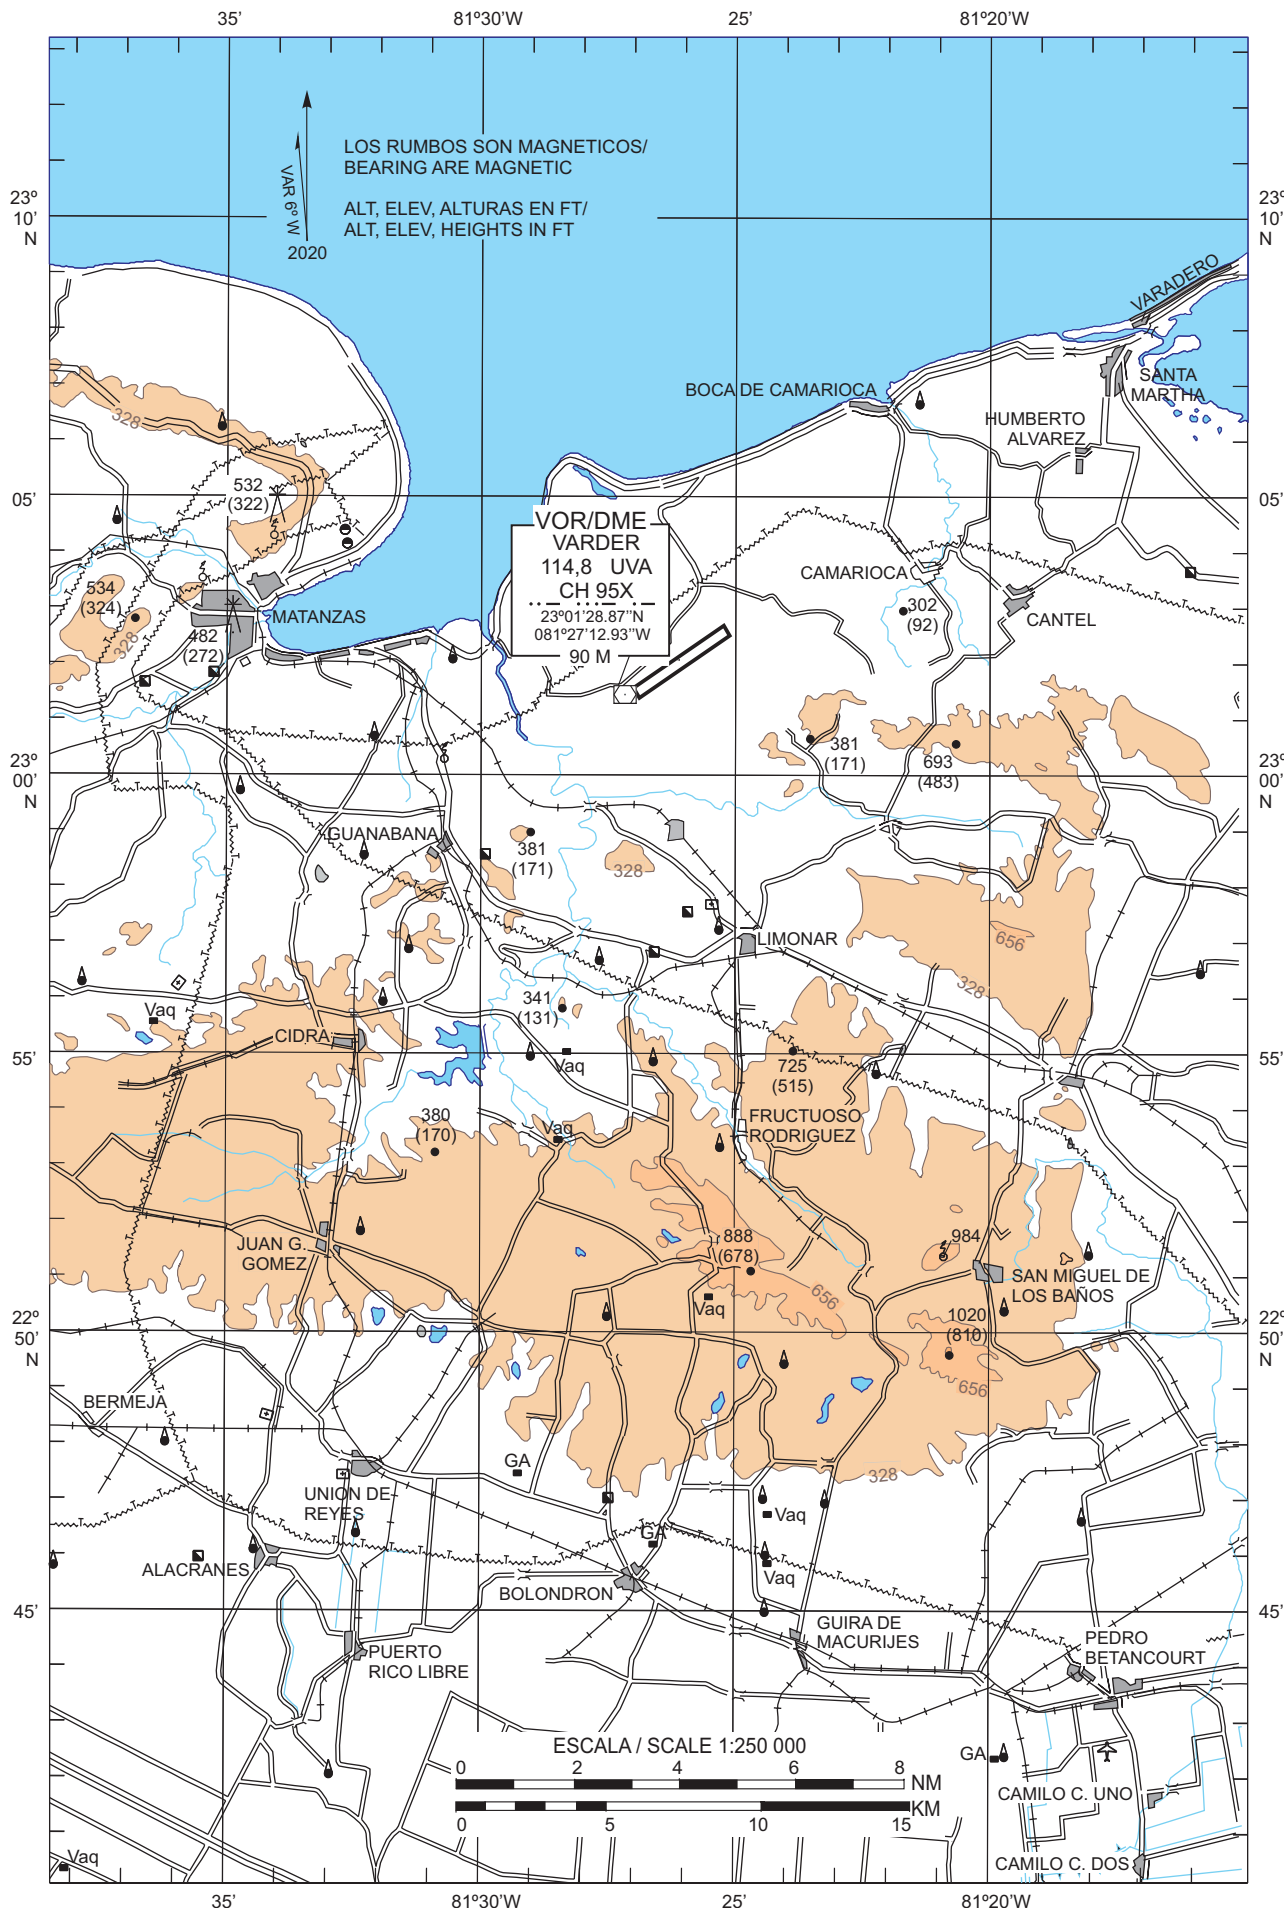 35'
81°30'W
25'
81°20'W
LOS RUMBOS SON MAGNETICOS/
BEARING ARE MAGNETIC
VAR 6° W
2020
ALT, ELEV, ALTURAS EN FT/
ALT, ELEV, HEIGHTS IN FT
23°
10'
N
23°
10'
N
VARADERO
SANTA
MARTHA
BOCA DE CAMARIOCA
HUMBERTO
ALVAREZ
328
532
(322)
05'
05'
VOR/DME
VARDER
114,8 UVA
CH 95X
23°01'28.87''N
081°27'12.93''W
90 M
CAMARIOCA
534
(324)
328
302
(92)
CANTEL
MATANZAS
482
(272)
381
(171)
693
(483)
23°
00'
N
23°
00'
N
GUANABANA
381
(171)
328
LIMONAR
656
328
Vaq
341
(131)
CIDRA
Vaq
55'
725
(515)
55'
380
(170)
Vaq
FRUCTUOSO
RODRIGUEZ
JUAN G.
GOMEZ
888
(678)
984
SAN MIGUEL DE
LOS BAÑOS
656
Vaq
1020
(810)
22°
50'
N
22°
50'
N
656
BERMEJA
328
GA
UNION DE
REYES
Vaq
GA
ALACRANES
Vaq
BOLONDRON
45'
45'
GUIRA DE
MACURIJES
PEDRO
BETANCOURT
PUERTO
RICO LIBRE
ESCALA / SCALE 1:250 000
0 2 4 6 8 NM
KM
0 5 10 15
GA
CAMILO C. UNO
Vaq
CAMILO C. DOS
35'
81°30'W
25'
81°20'W